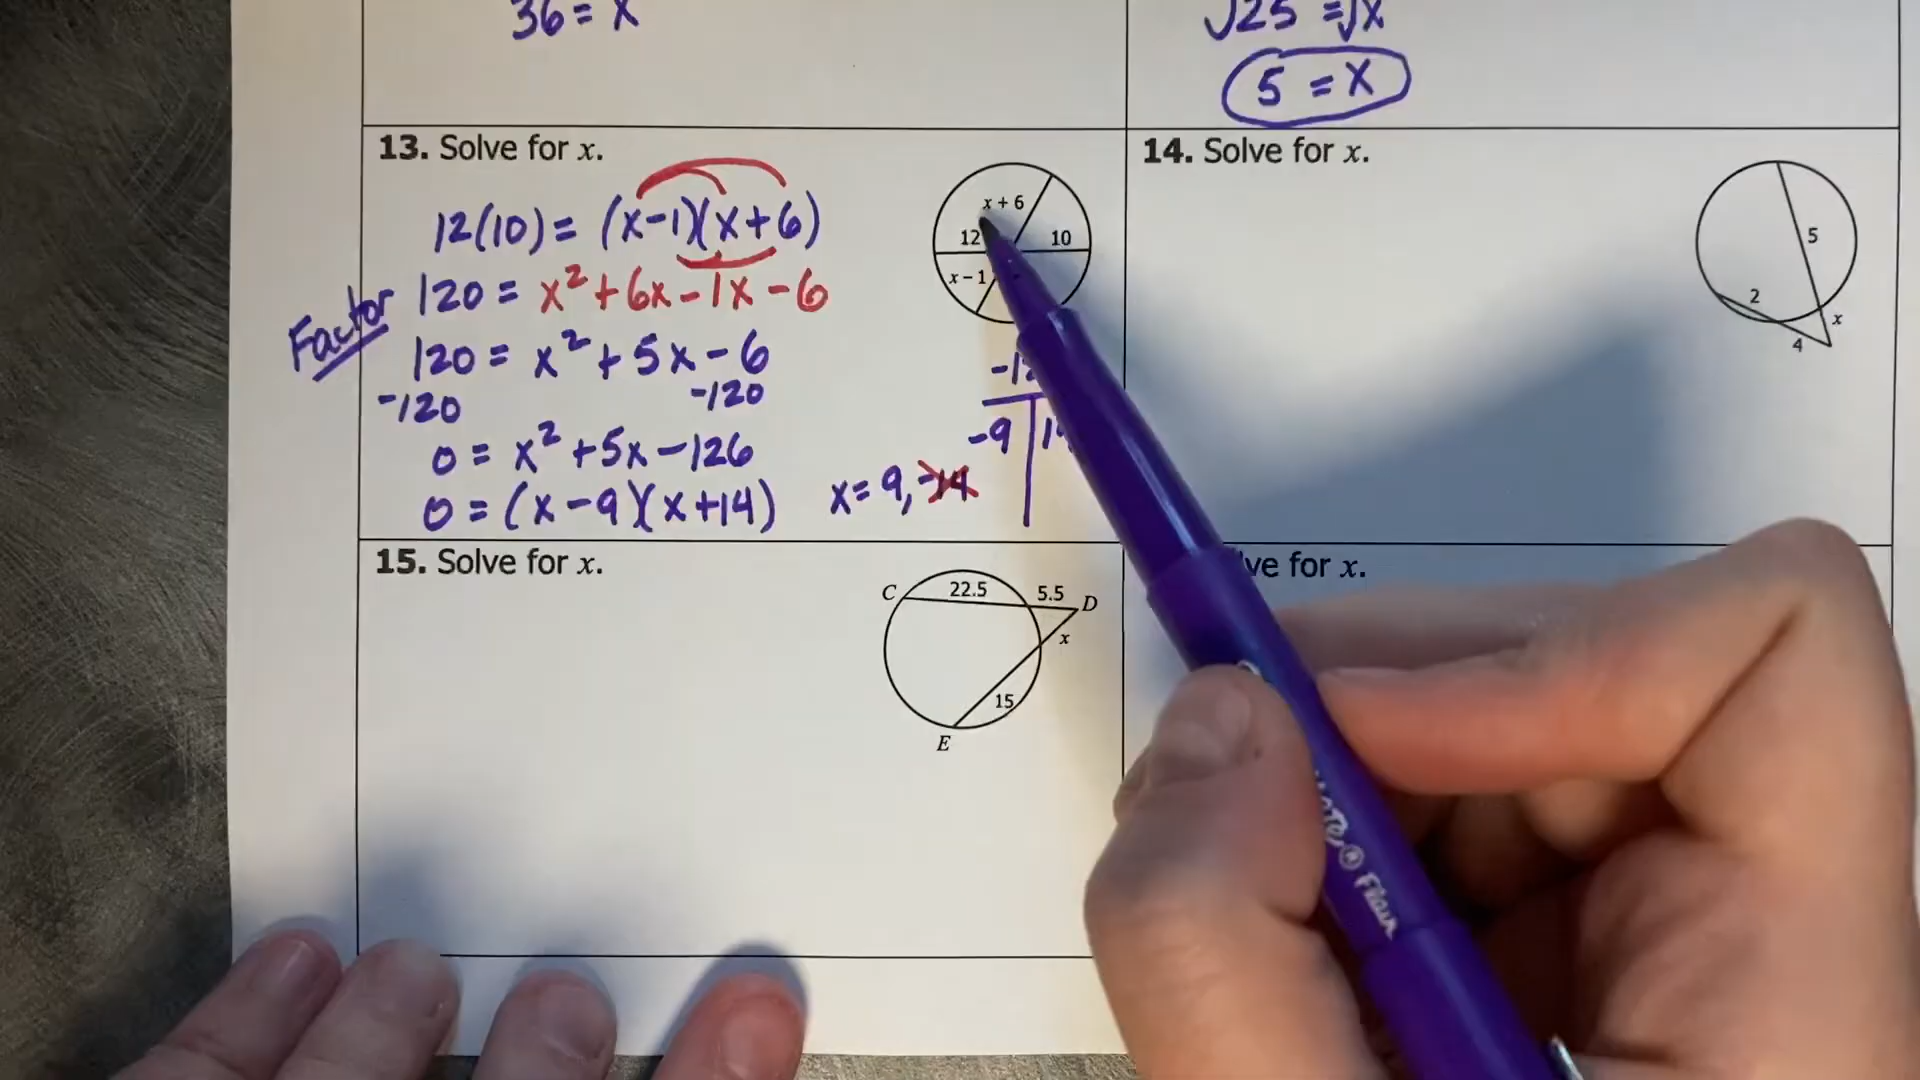 36 = x
√25 = √x
5 = x
13. Solve for x.
12(10) = (x-1)(x+6)
120 = x² + 6x - 1x - 6
Factor
120 = x² + 5x - 6
-120 -120
0 = x² + 5x - 126
0 = (x-9)(x+14)
x = 9, -14
x + 6
12 10
x - 1
-9
14. Solve for x.
5
2
x
4
15. Solve for x.
C 22.5 5.5 D
x
15
E
for x.
Flair